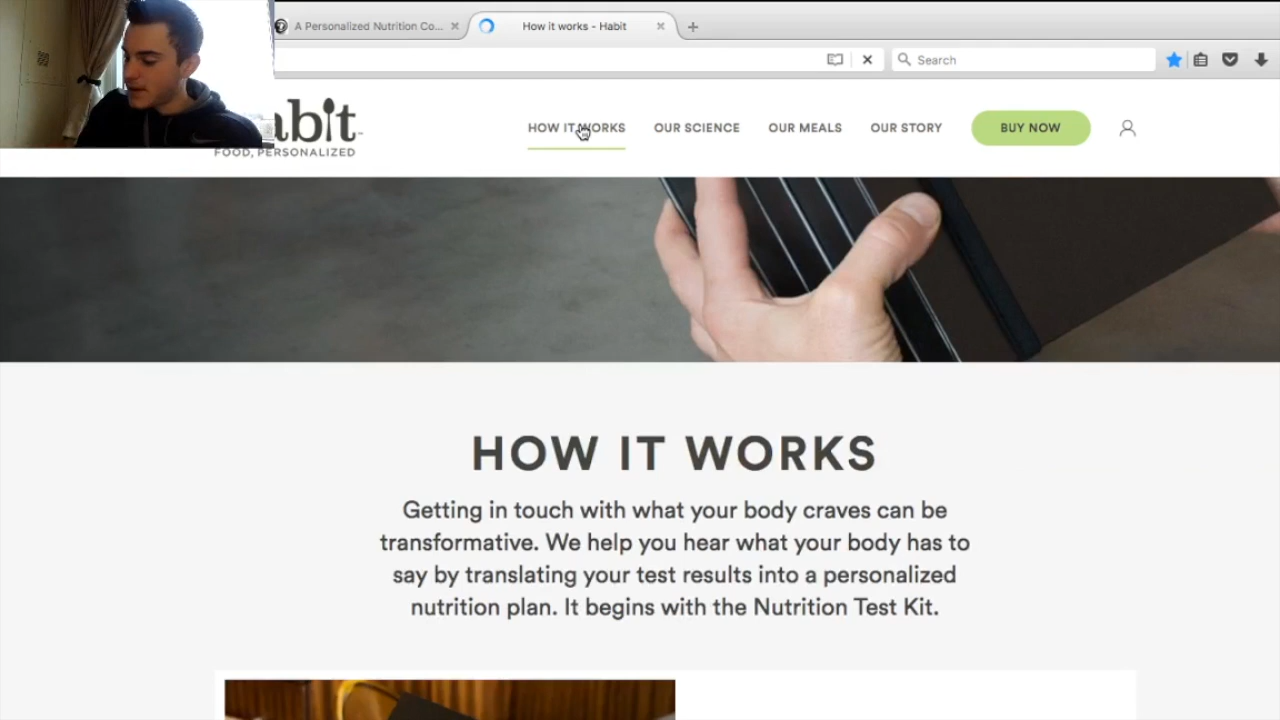 A Personalized Nutrition Co...
How it works - Habit
Search
abit
FOOD, PERSONALIZED
HOW IT WORKS
OUR SCIENCE
OUR MEALS
OUR STORY
BUY NOW
HOW IT WORKS
Getting in touch with what your body craves can be
transformative. We help you hear what your body has to
say by translating your test results into a personalized
nutrition plan. It begins with the Nutrition Test Kit.